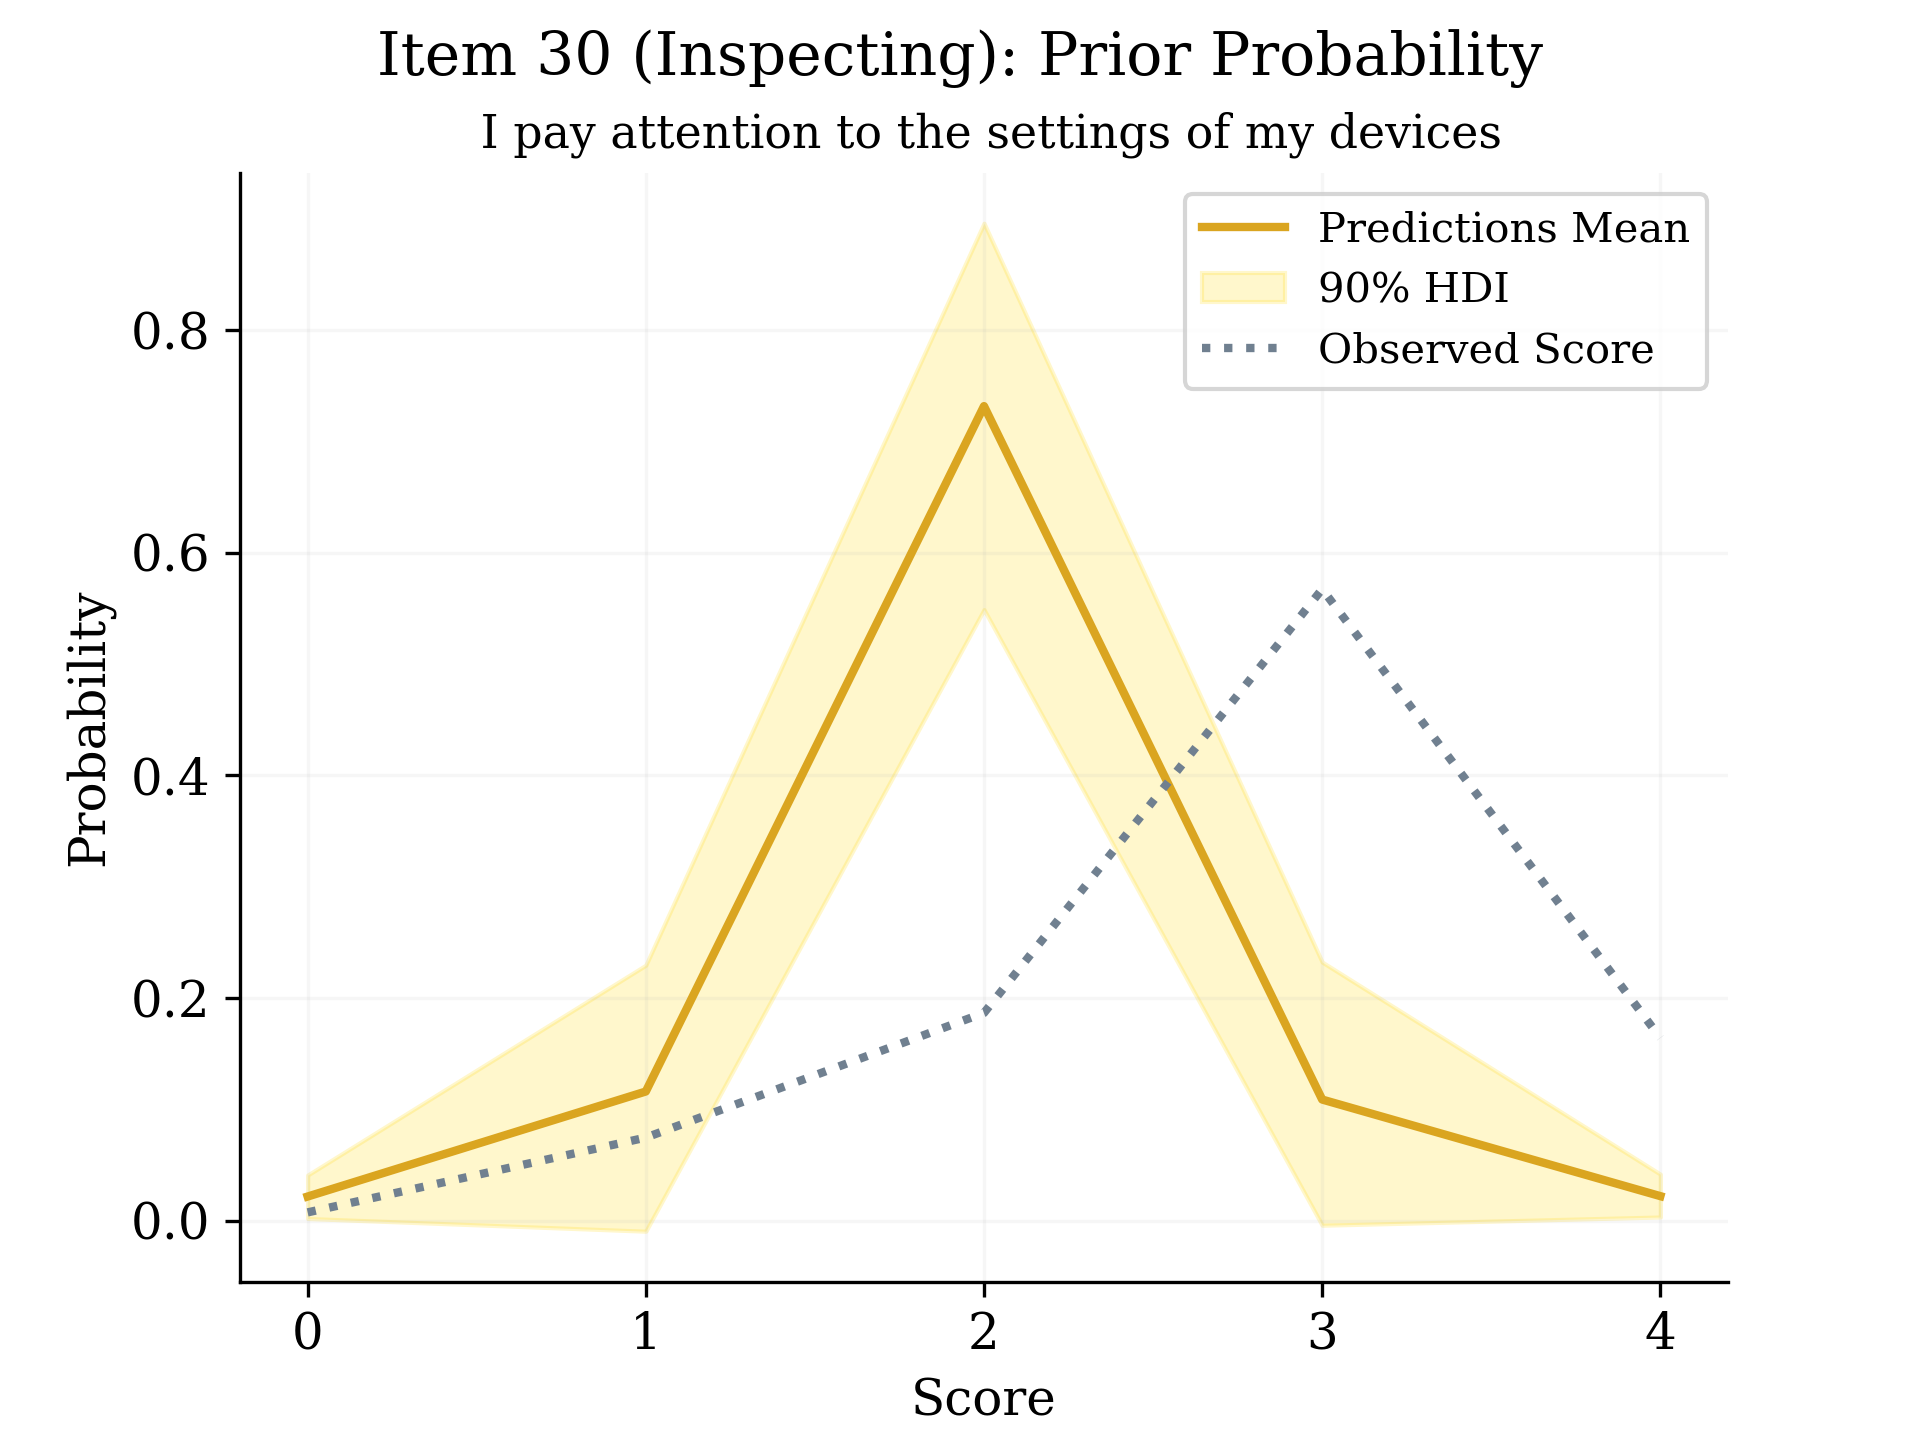 Item 30 (Inspecting): Prior Probability
I pay attention to the settings of my devices
Predictions Mean
90% HDI
Observed Score
0.8
0.6
0.4
0.2
0.0
Probability
0 1 2 3 4
Score